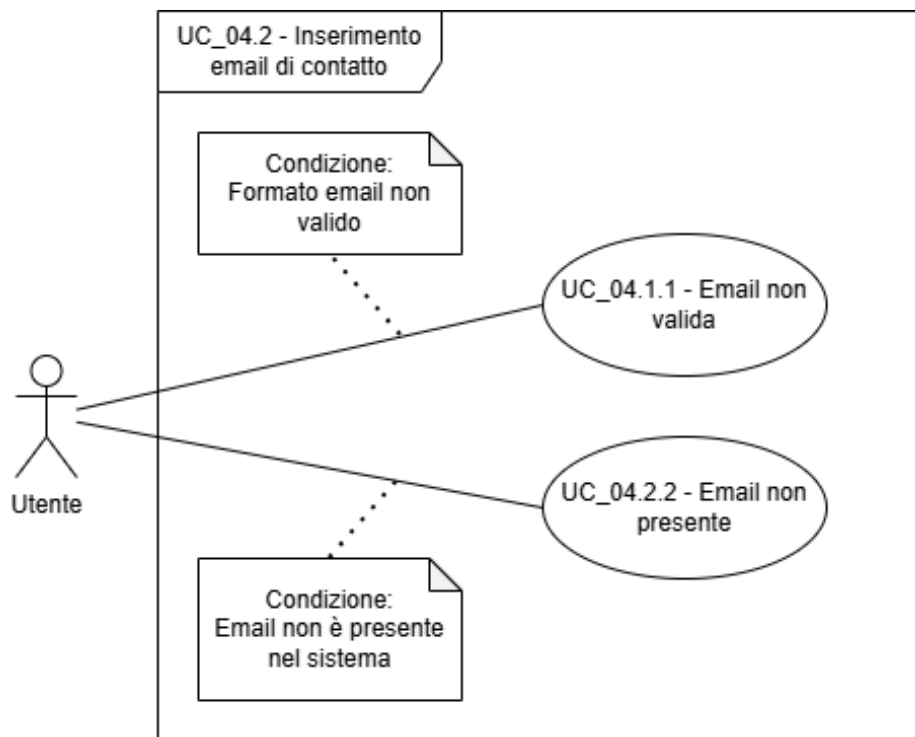 UC_04.2 - Inserimento
email di contatto
Condizione:
Formato email non
valido
UC_04.1.1 - Email non
valida
Utente
UC_04.2.2 - Email non
presente
Condizione:
Email non è presente
nel sistema